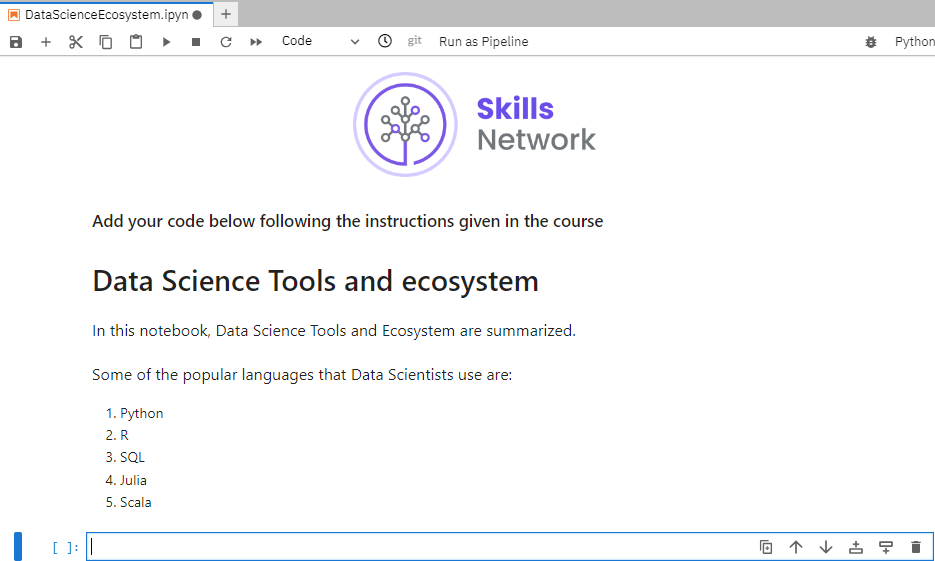 DataScienceEcosystem.ipyn
Code
git
Run as Pipeline
Python
Skills
Network
Add your code below following the instructions given in the course
Data Science Tools and ecosystem
In this notebook, Data Science Tools and Ecosystem are summarized.
Some of the popular languages that Data Scientists use are:
1. Python
2. R
3. SQL
4. Julia
5. Scala
[ ]: